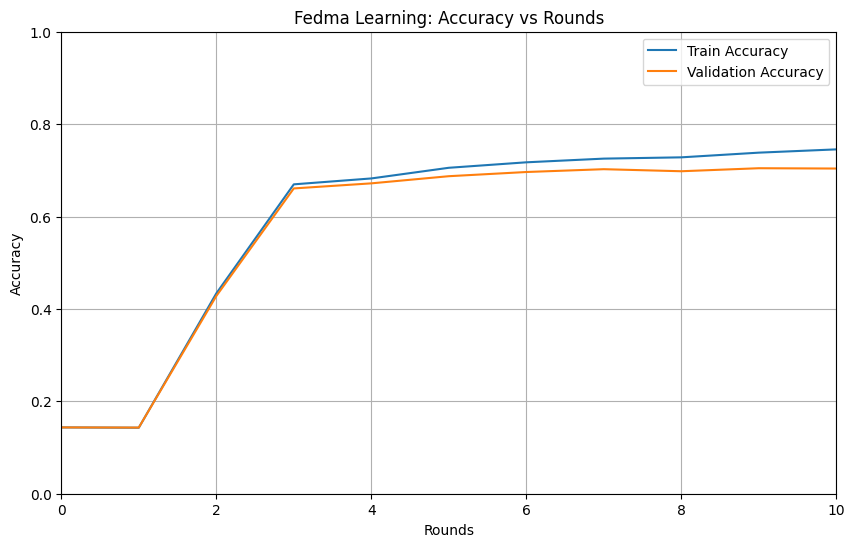 Fedma Learning: Accuracy vs Rounds
Train Accuracy
Validation Accuracy
1.0
0.8
0.6
0.4
0.2
0.0
Accuracy
0 2 4 6 8 10
Rounds